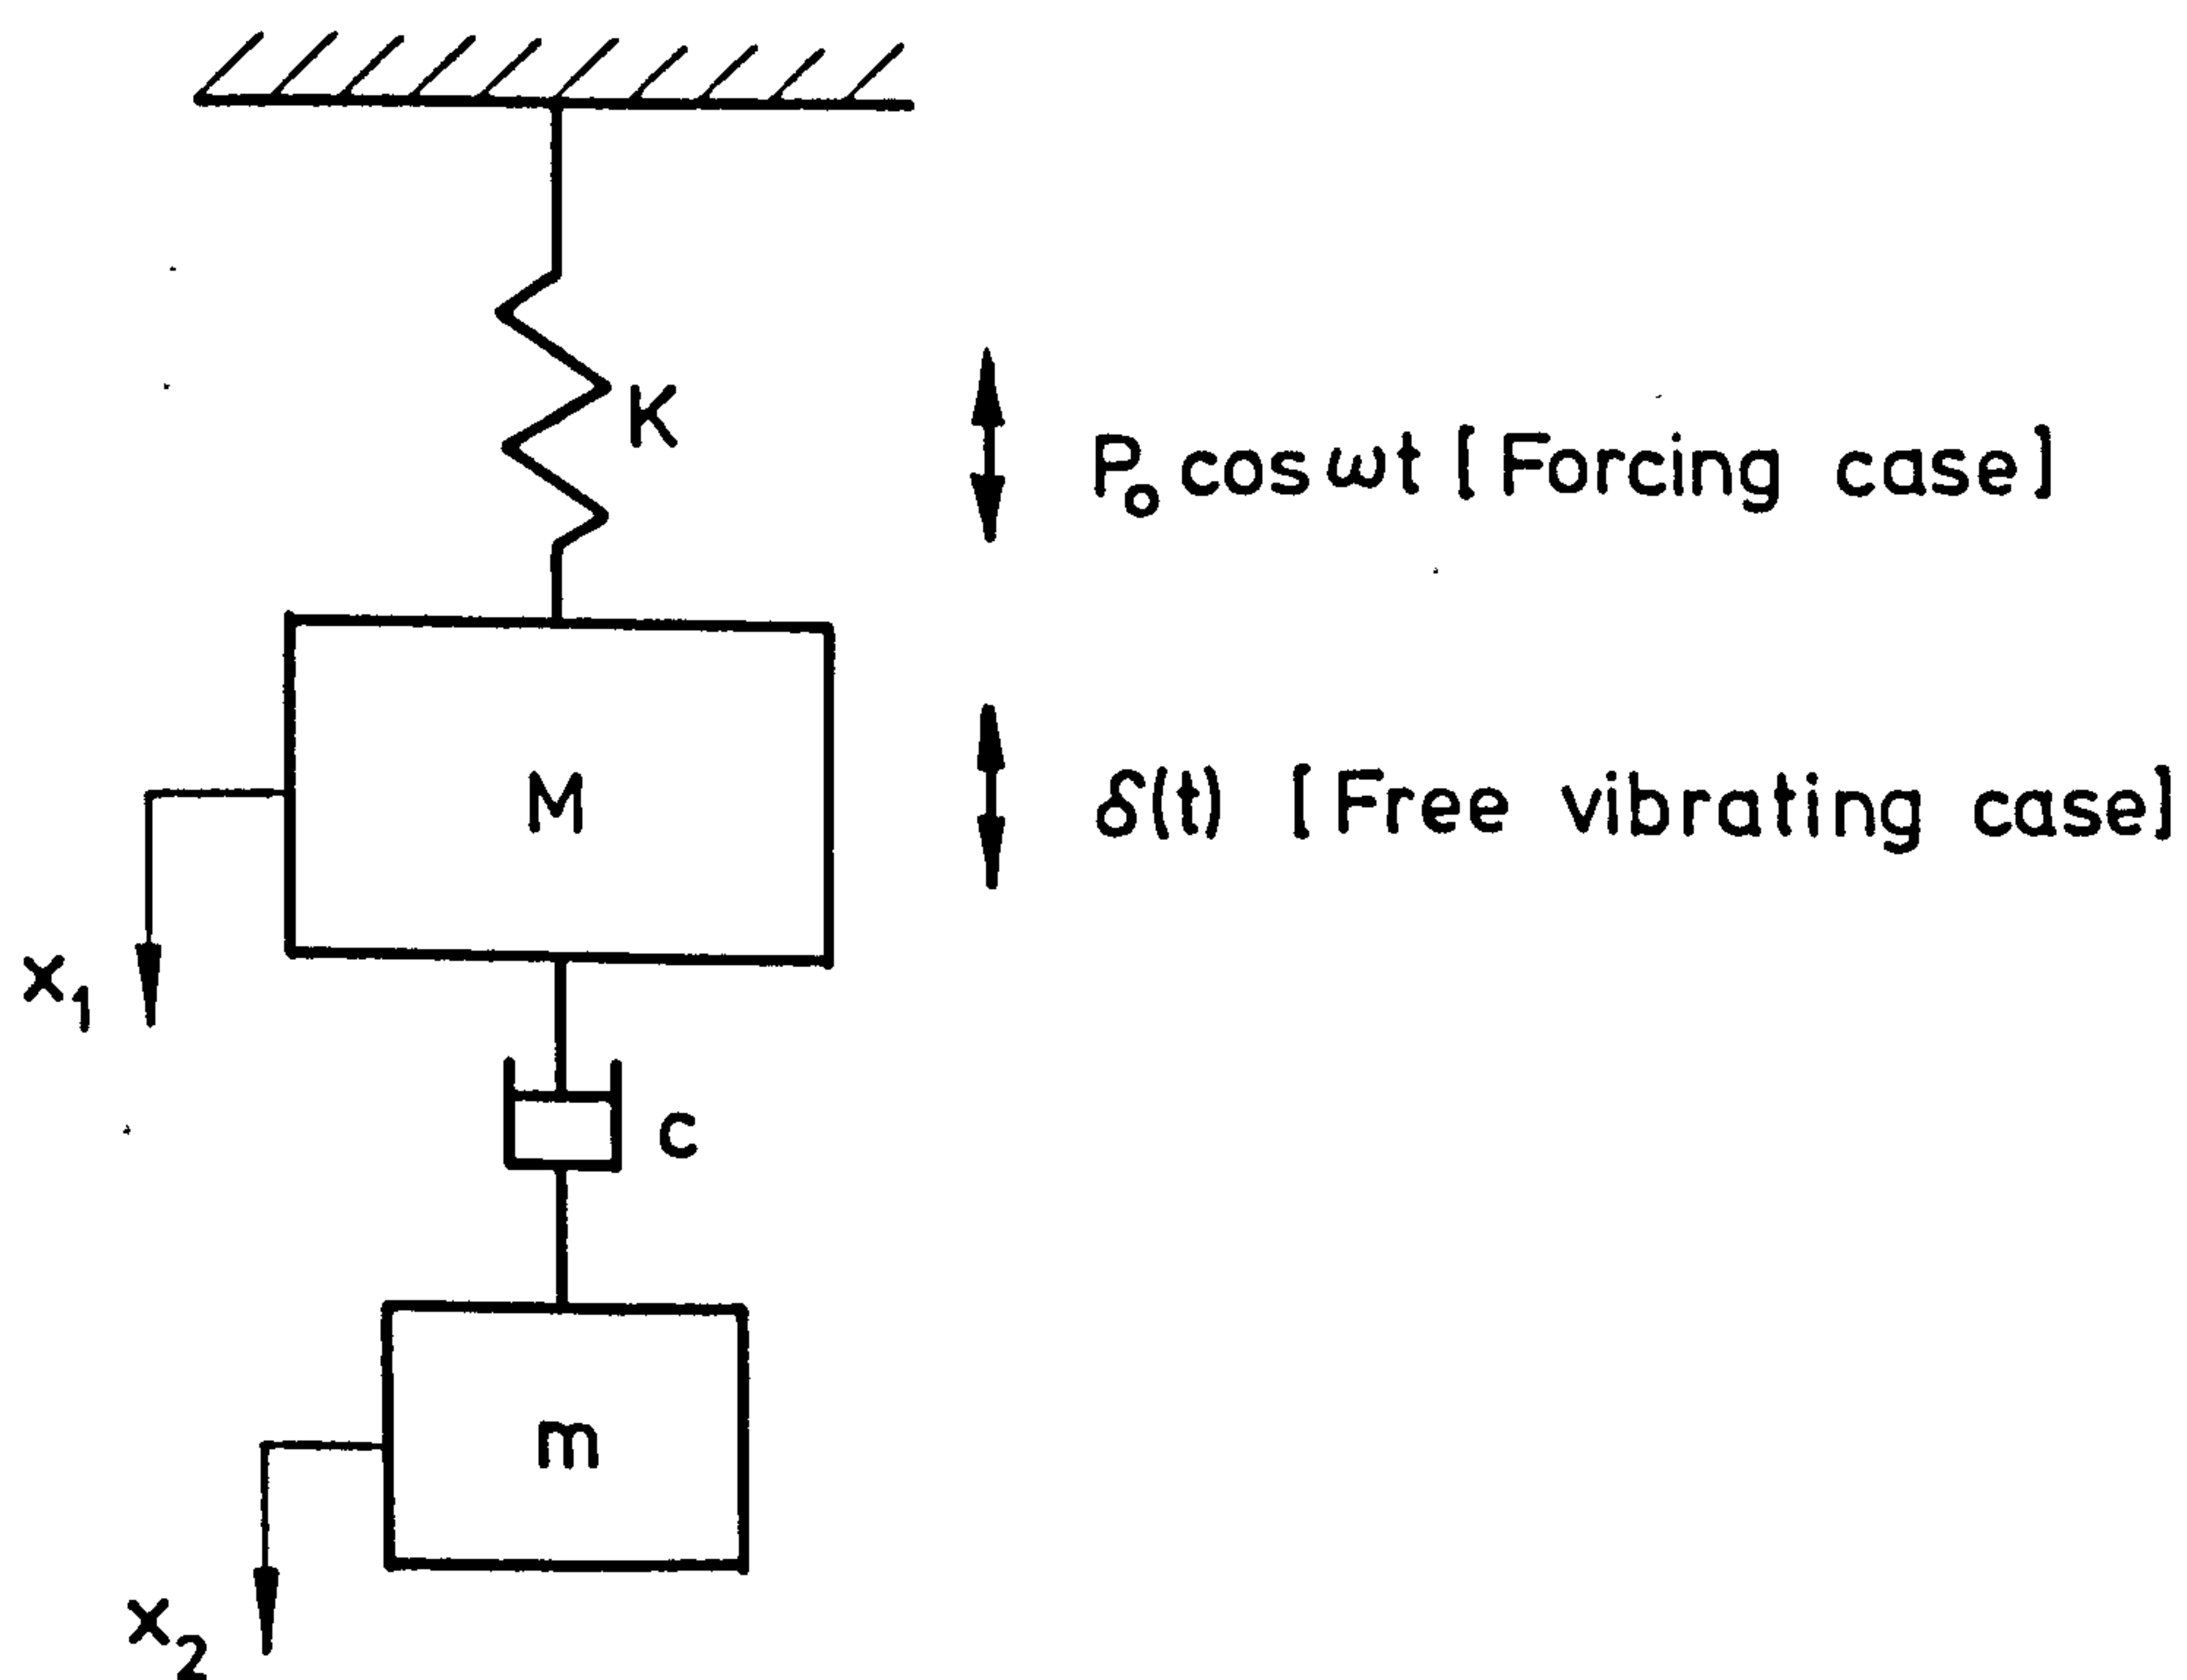 K
P₀ cos ωt [Forcing case]
M
δ(t) [Free vibrating case]
x₁
c
m
x₂